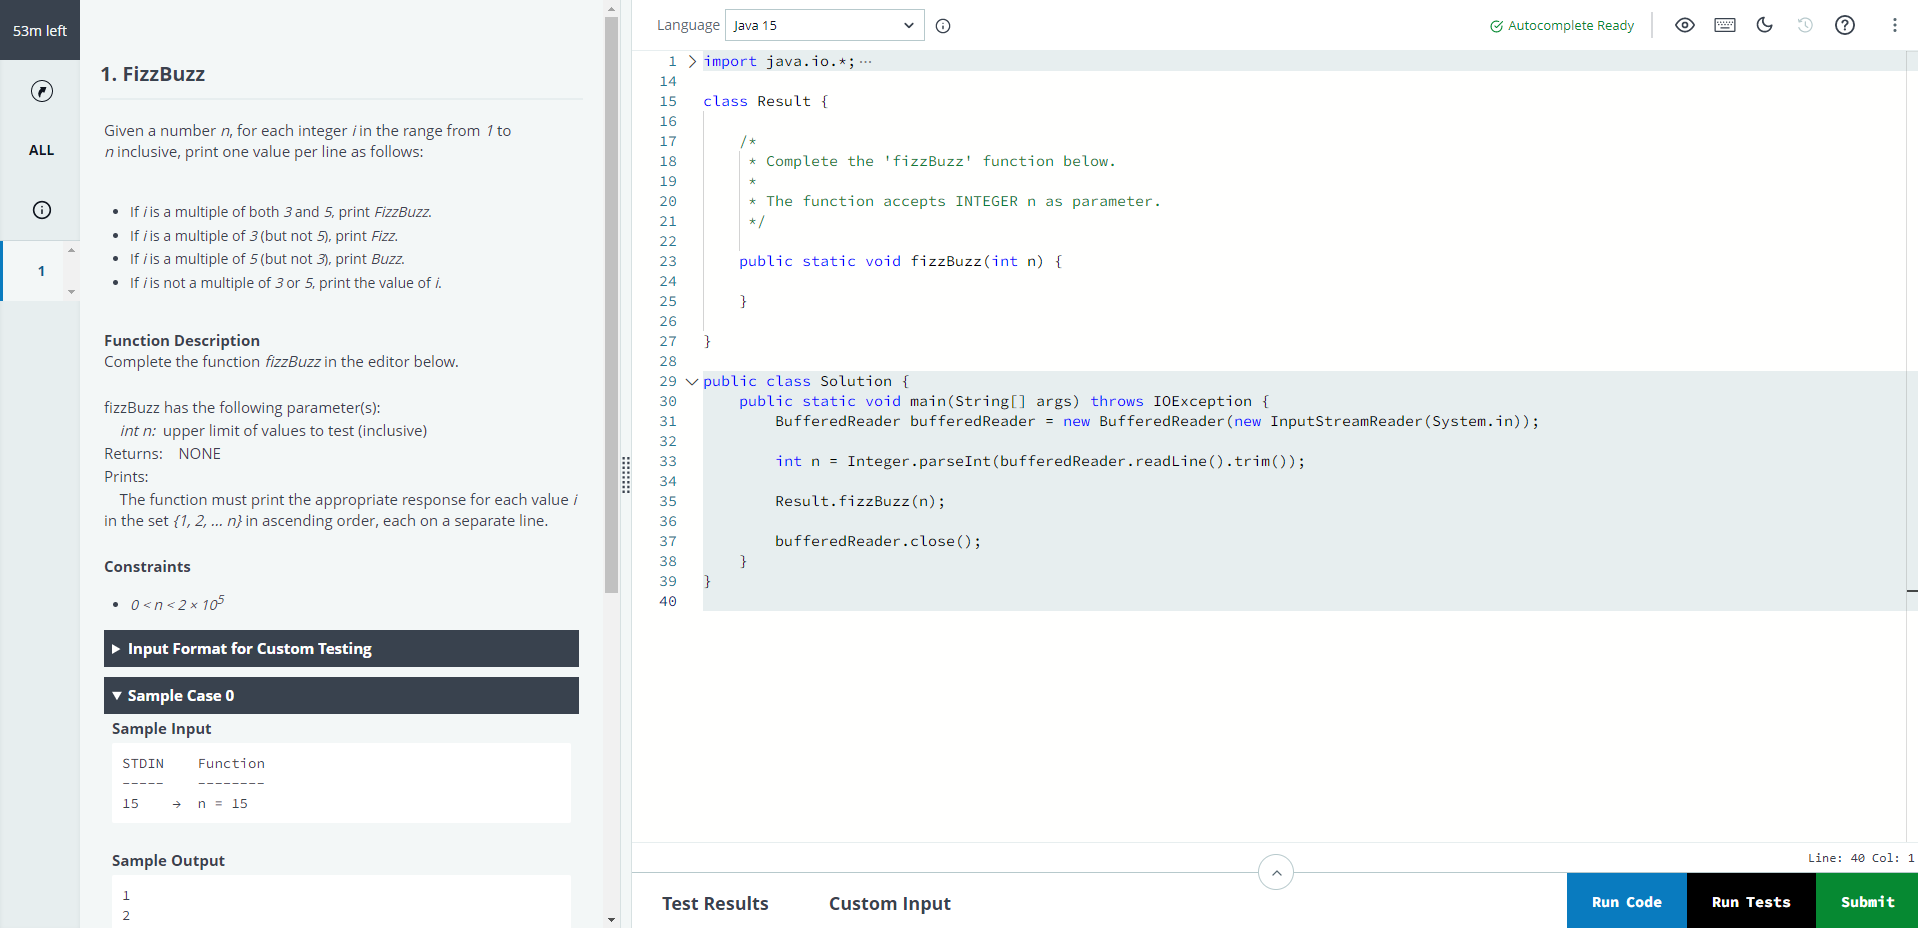 53m left
ALL
1
1. FizzBuzz
Given a number n, for each integer i in the range from 1 to
n inclusive, print one value per line as follows:
• If i is a multiple of both 3 and 5, print FizzBuzz.
• If i is a multiple of 3 (but not 5), print Fizz.
• If i is a multiple of 5 (but not 3), print Buzz.
• If i is not a multiple of 3 or 5, print the value of i.
Function Description
Complete the function fizzBuzz in the editor below.
fizzBuzz has the following parameter(s):
int n: upper limit of values to test (inclusive)
Returns: NONE
Prints:
The function must print the appropriate response for each value i
in the set {1, 2, ... n} in ascending order, each on a separate line.
Constraints
• 0 < n < 2 × 10^5
Input Format for Custom Testing
Sample Case 0
Sample Input
STDIN Function
----- --------
15 → n = 15
Sample Output
1
2
Language Java 15
Autocomplete Ready
1 import java.io.*; ···
14
15 class Result {
16
17 /*
18 * Complete the 'fizzBuzz' function below.
19 *
20 * The function accepts INTEGER n as parameter.
21 */
22
23 public static void fizzBuzz(int n) {
24
25 }
26
27 }
28
29 public class Solution {
30 public static void main(String[] args) throws IOException {
31 BufferedReader bufferedReader = new BufferedReader(new InputStreamReader(System.in));
32
33 int n = Integer.parseInt(bufferedReader.readLine().trim());
34
35 Result.fizzBuzz(n);
36
37 bufferedReader.close();
38 }
39 }
40
Line: 40 Col: 1
Test Results
Custom Input
Run Code
Run Tests
Submit